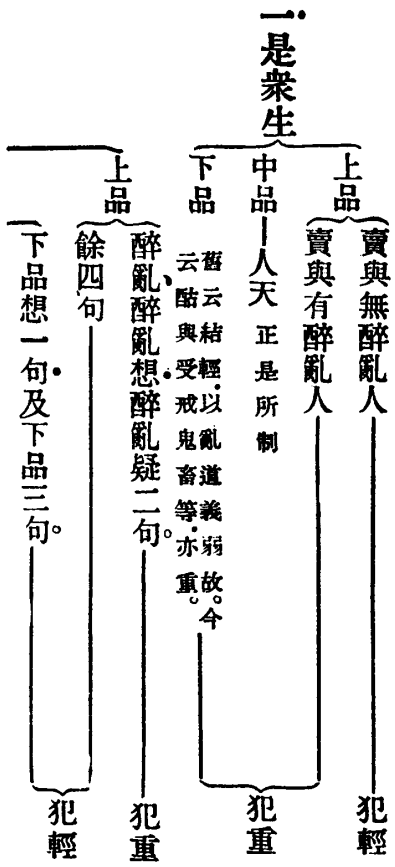 一是衆生
上品
賣與無醉亂人
犯輕
賣與有醉亂人
中品
人天 正是所制
下品
舊云結輕.以亂道義弱故。今
云酤與受戒鬼畜等.亦重。
犯重
上品
醉亂、醉亂想.醉亂疑二句。
犯重
餘四句
下品想一句.及下品三句。
犯輕